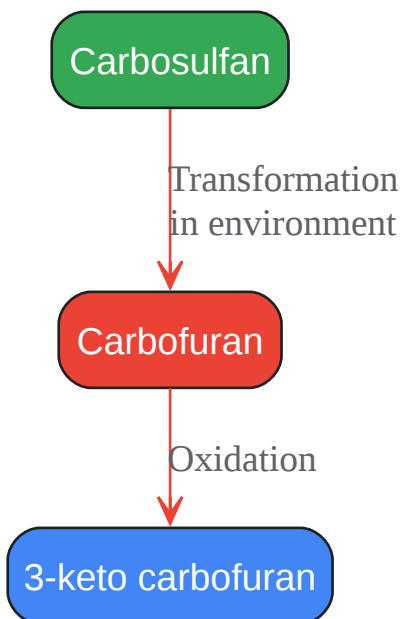 Carbosulfan
Transformation
in environment
Carbofuran
Oxidation
3-keto carbofuran